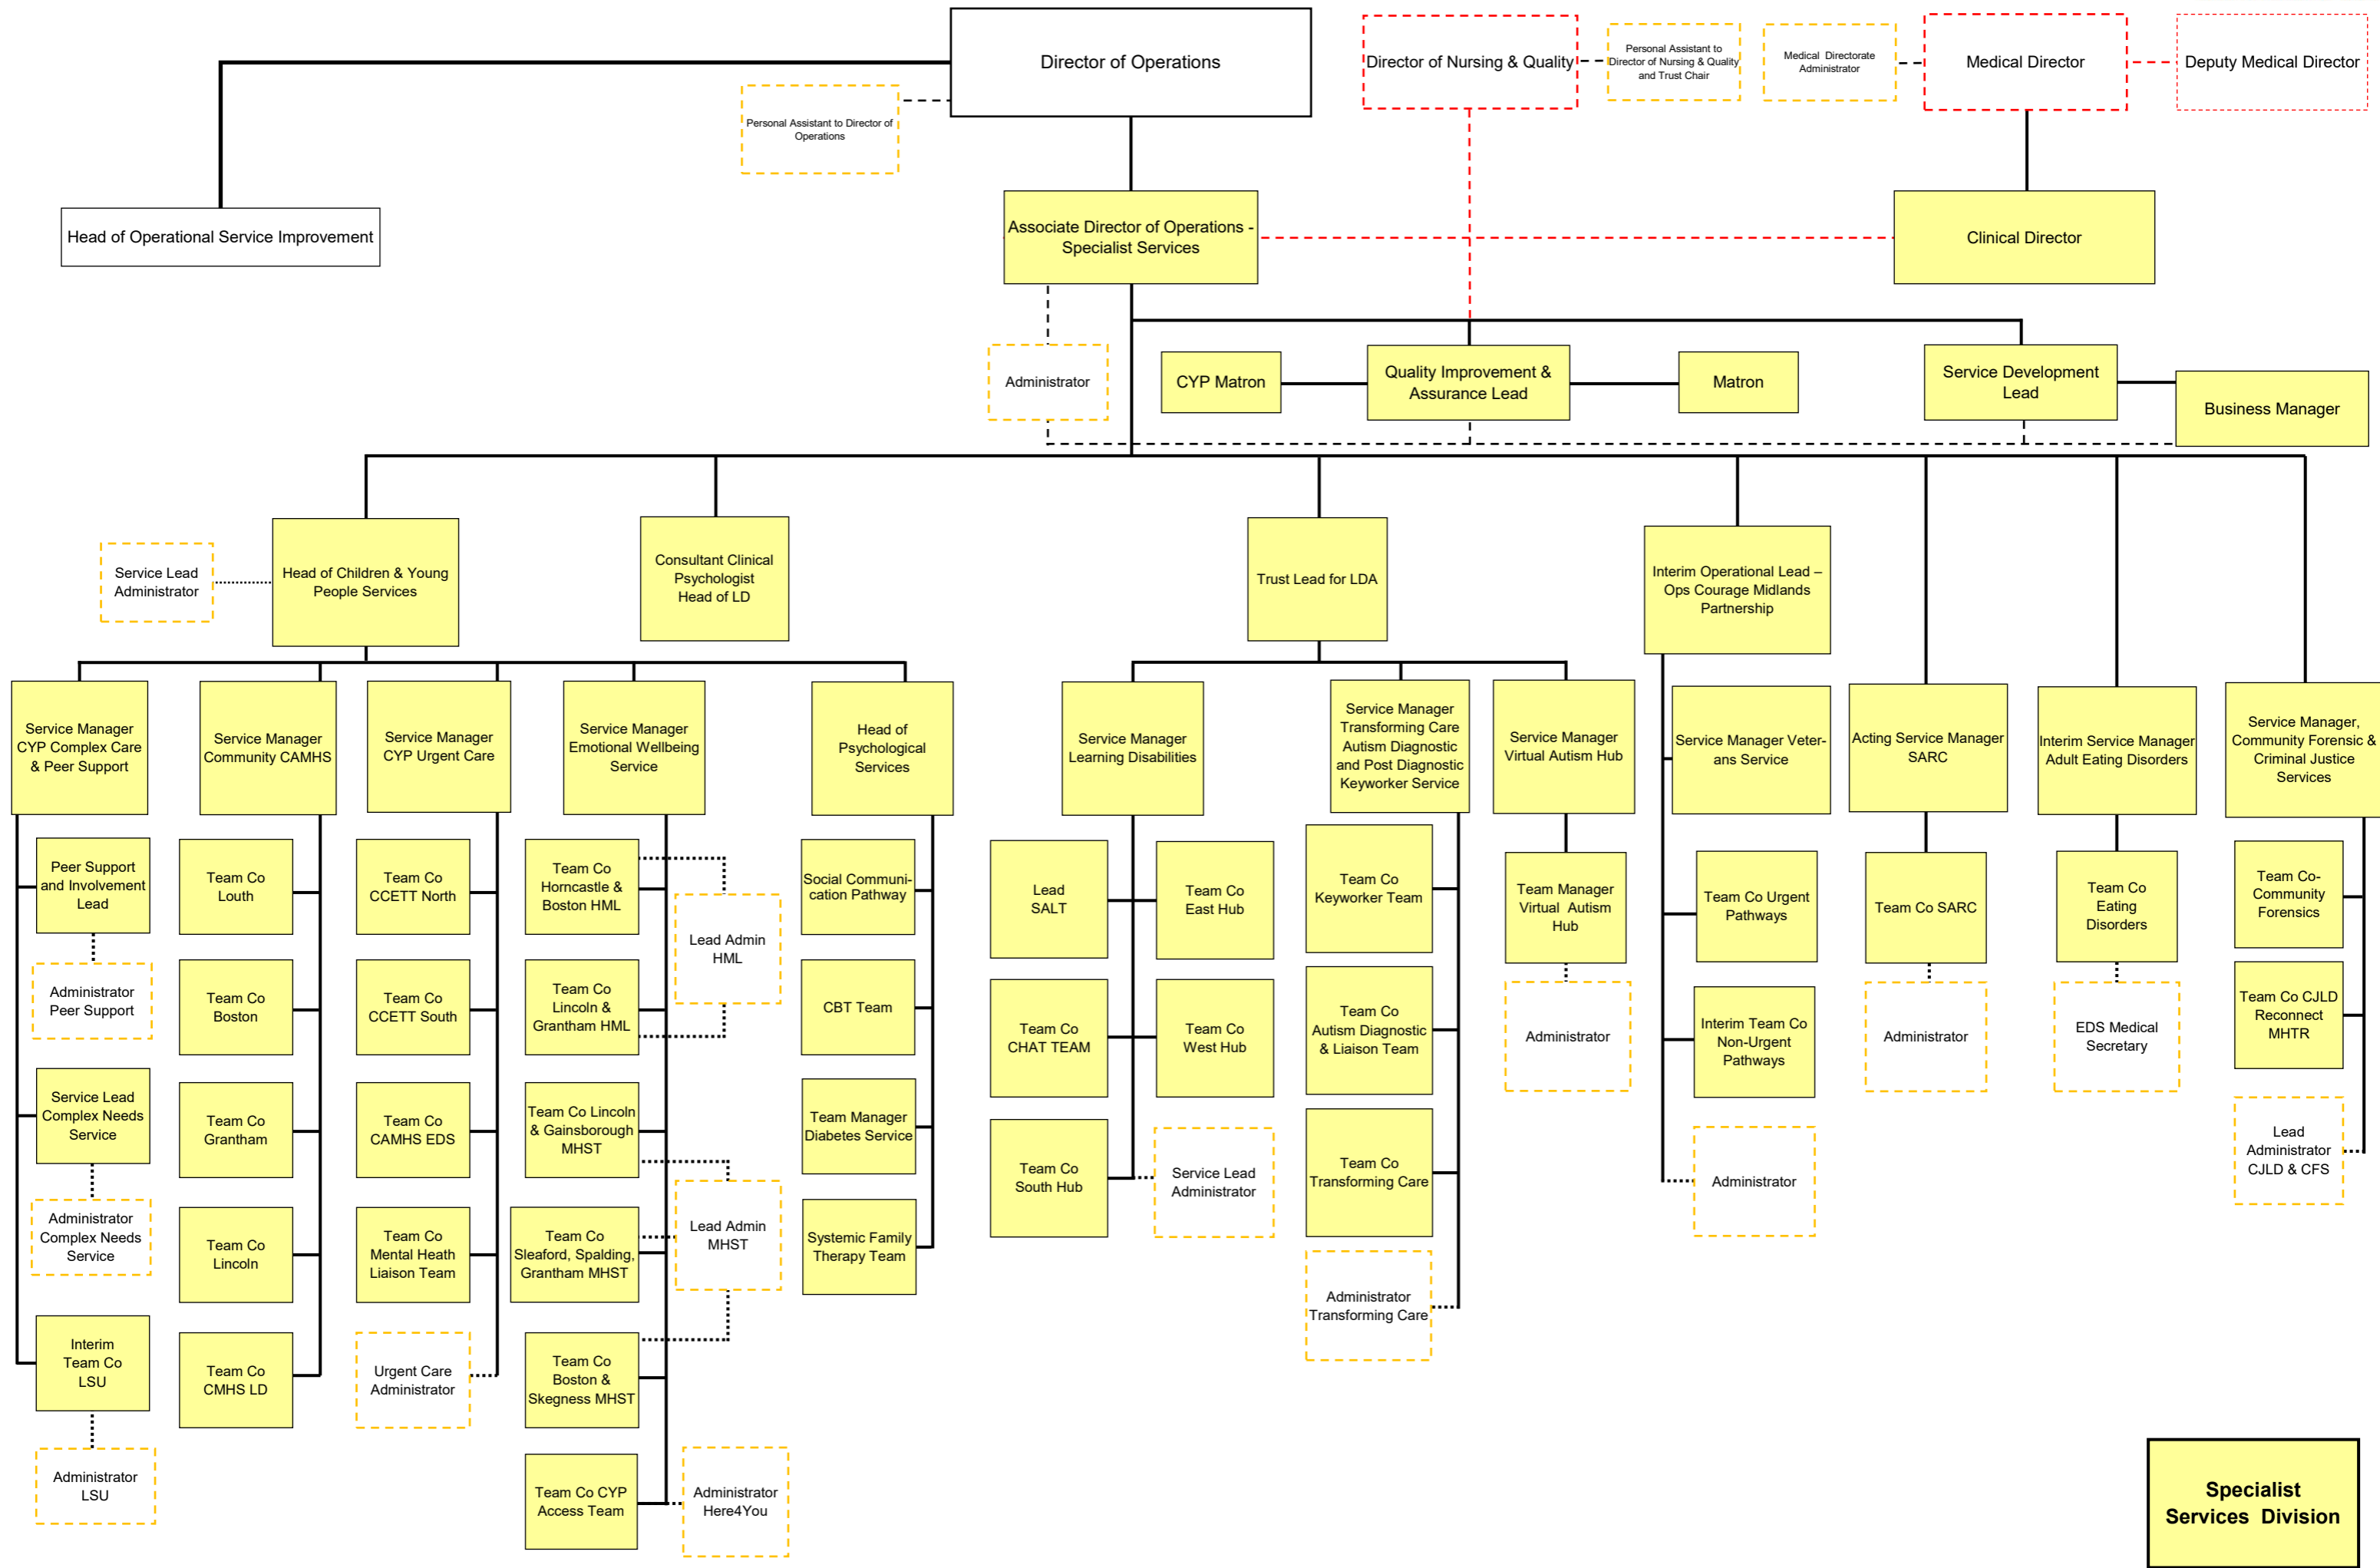 Director of Operations
Director of Nursing & Quality
Personal Assistant to
Director of Nursing & Quality
and Trust Chair
Medical Directorate
Administrator
Medical Director
Deputy Medical Director
Personal Assistant to Director of
Operations
Head of Operational Service Improvement
Associate Director of Operations -
Specialist Services
Clinical Director
Administrator
CYP Matron
Quality Improvement &
Assurance Lead
Matron
Service Development
Lead
Business Manager
Service Lead
Administrator
Head of Children & Young
People Services
Consultant Clinical
Psychologist
Head of LD
Trust Lead for LDA
Interim Operational Lead –
Ops Courage Midlands
Partnership
Service Manager
CYP Complex Care
& Peer Support
Service Manager
Community CAMHS
Service Manager
CYP Urgent Care
Service Manager
Emotional Wellbeing
Service
Head of
Psychological
Services
Service Manager
Learning Disabilities
Service Manager
Transforming Care
Autism Diagnostic
and Post Diagnostic
Keyworker Service
Service Manager
Virtual Autism Hub
Service Manager Veter-
ans Service
Acting Service Manager
SARC
Interim Service Manager
Adult Eating Disorders
Service Manager,
Community Forensic &
Criminal Justice
Services
Peer Support
and Involvement
Lead
Administrator
Peer Support
Service Lead
Complex Needs
Service
Administrator
Complex Needs
Service
Interim
Team Co
LSU
Administrator
LSU
Team Co
Louth
Team Co
Boston
Team Co
Grantham
Team Co
Lincoln
Team Co
CMHS LD
Team Co
CCETT North
Team Co
CCETT South
Team Co
CAMHS EDS
Team Co
Mental Heath
Liaison Team
Urgent Care
Administrator
Team Co
Horncastle &
Boston HML
Team Co
Lincoln &
Grantham HML
Lead Admin
HML
Team Co Lincoln
& Gainsborough
MHST
Team Co
Sleaford, Spalding,
Grantham MHST
Lead Admin
MHST
Team Co
Boston &
Skegness MHST
Team Co CYP
Access Team
Administrator
Here4You
Social Communi-
cation Pathway
CBT Team
Team Manager
Diabetes Service
Systemic Family
Therapy Team
Lead
SALT
Team Co
East Hub
Team Co
CHAT TEAM
Team Co
West Hub
Team Co
South Hub
Service Lead
Administrator
Team Co
Keyworker Team
Team Co
Autism Diagnostic
& Liaison Team
Team Co
Transforming Care
Administrator
Transforming Care
Team Manager
Virtual Autism
Hub
Administrator
Team Co Urgent
Pathways
Interim Team Co
Non-Urgent
Pathways
Administrator
Team Co SARC
Administrator
Team Co
Eating
Disorders
EDS Medical
Secretary
Team Co-
Community
Forensics
Team Co CJLD
Reconnect
MHTR
Lead
Administrator
CJLD & CFS
Specialist
Services Division